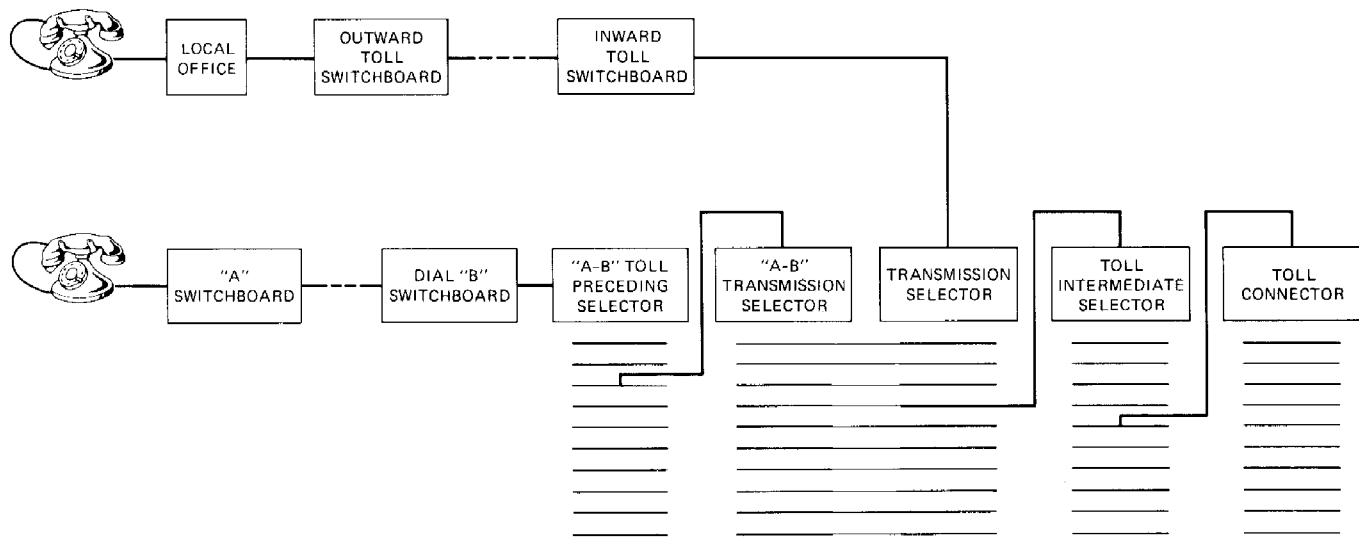 LOCAL
OFFICE
OUTWARD
TOLL
SWITCHBOARD
INWARD
TOLL
SWITCHBOARD
"A"
SWITCHBOARD
DIAL "B"
SWITCHBOARD
"A-B" TOLL
PRECEDING
SELECTOR
"A-B"
TRANSMISSION
SELECTOR
TRANSMISSION
SELECTOR
TOLL
INTERMEDIATE
SELECTOR
TOLL
CONNECTOR